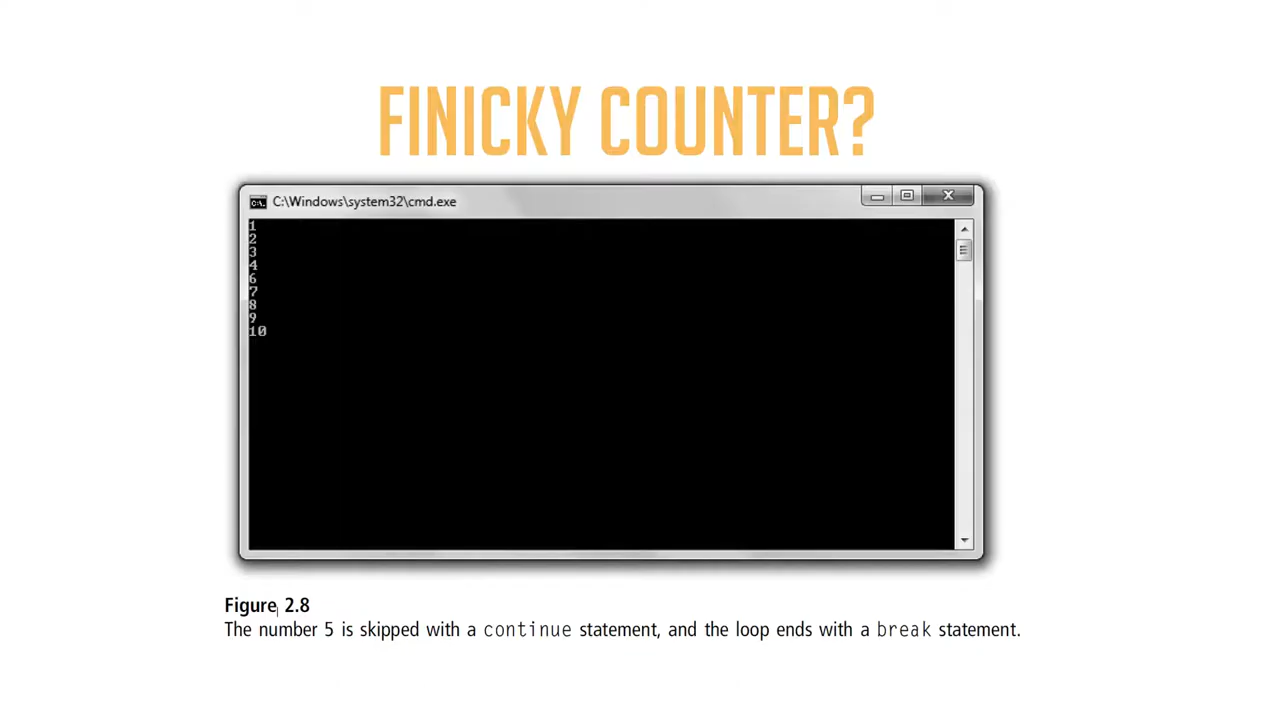 FINICKY COUNTER?
C:\Windows\system32\cmd.exe
1
2
3
4
6
7
8
9
10
Figure 2.8
The number 5 is skipped with a continue statement, and the loop ends with a break statement.